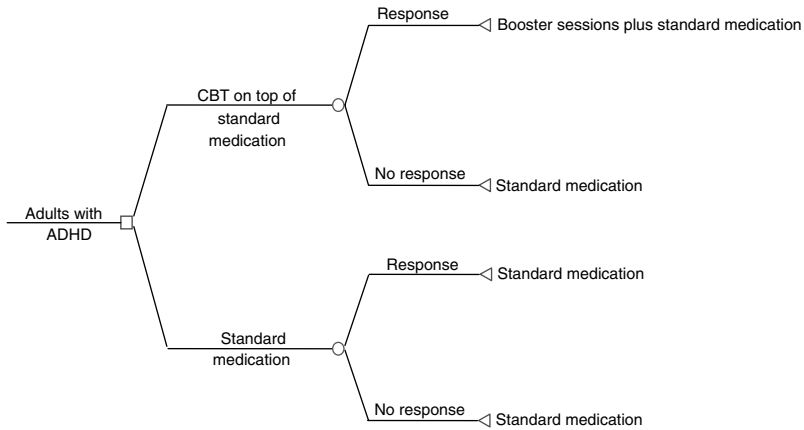 Response
Booster sessions plus standard medication
CBT on top of
standard
medication
No response
Standard medication
Adults with
ADHD
Response
Standard medication
Standard
medication
No response
Standard medication